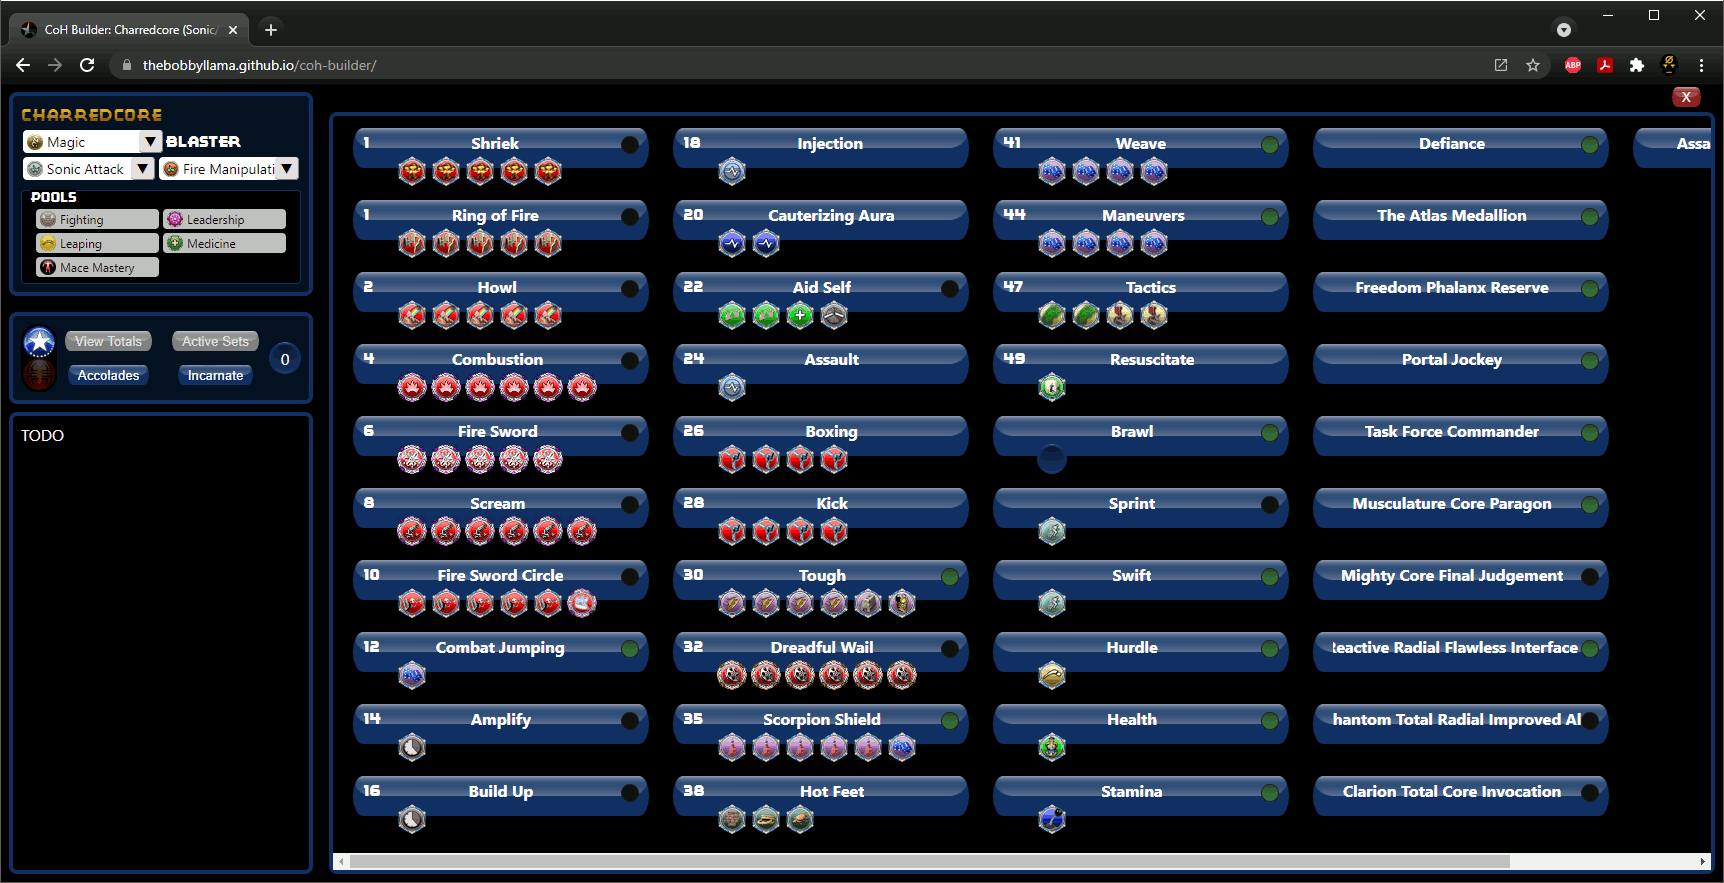 CoH Builder: Charredcore (Sonic/
thebobbyllama.github.io/coh-builder/
ABP
X
CHARREDCORE
Magic
BLASTER
Sonic Attack
Fire Manipulati
POOLS
Fighting
Leadership
Leaping
Medicine
Mace Mastery
View Totals
Active Sets
0
Accolades
Incarnate
TODO
1 Shriek
1 Ring of Fire
2 Howl
4 Combustion
6 Fire Sword
8 Scream
10 Fire Sword Circle
12 Combat Jumping
14 Amplify
16 Build Up
18 Injection
20 Cauterizing Aura
22 Aid Self
24 Assault
26 Boxing
28 Kick
30 Tough
32 Dreadful Wail
35 Scorpion Shield
38 Hot Feet
41 Weave
44 Maneuvers
47 Tactics
49 Resuscitate
Brawl
Sprint
Swift
Hurdle
Health
Stamina
Defiance
The Atlas Medallion
Freedom Phalanx Reserve
Portal Jockey
Task Force Commander
Musculature Core Paragon
Mighty Core Final Judgement
Reactive Radial Flawless Interface
hantom Total Radial Improved Al
Clarion Total Core Invocation
Assa